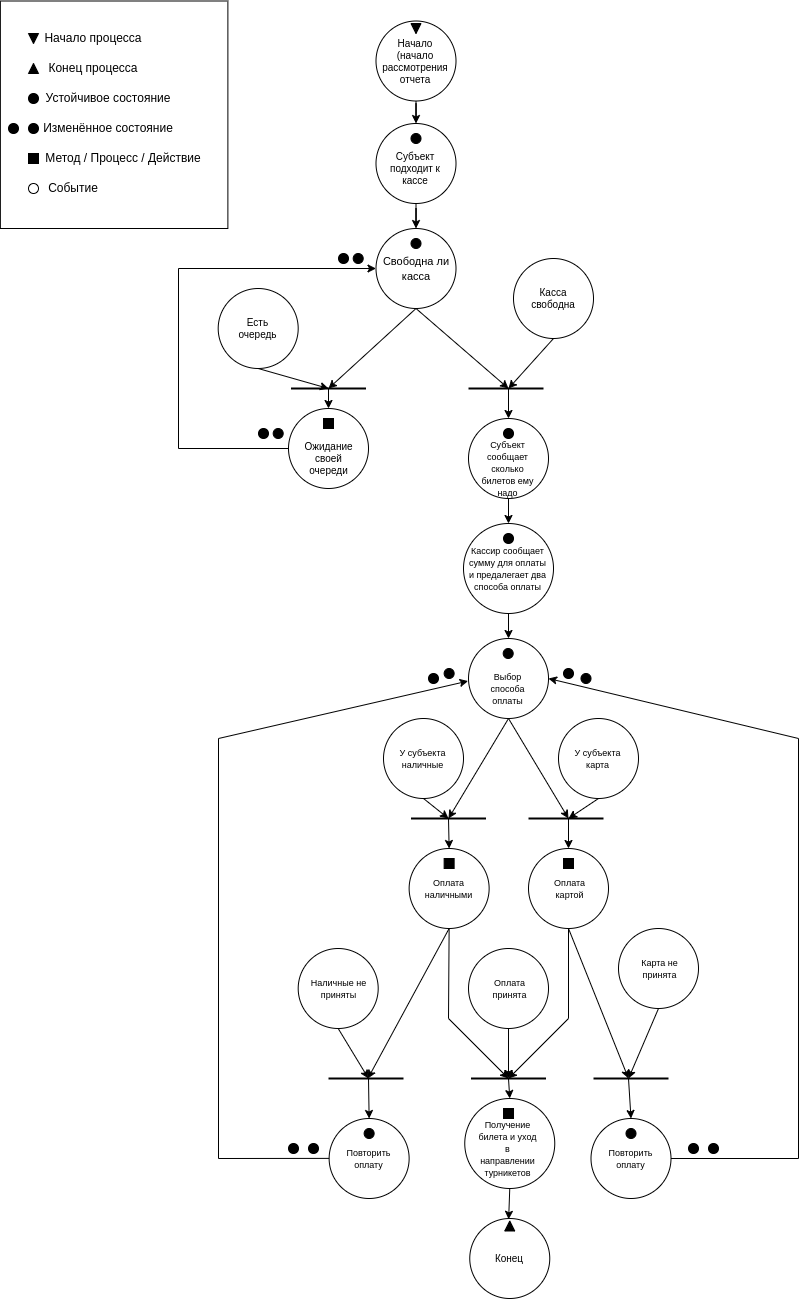 Начало процесса
Конец процесса
Устойчивое состояние
Изменённое состояние
Метод / Процесс / Действие
Событие
Начало
(начало
рассмотрения
отчета
Субъект
подходит к
кассе
Свободна ли
касса
Есть
очередь
Касса
свободна
Ожидание
своей
очереди
Субъект
сообщает
сколько
билетов ему
надо
Кассир сообщает
сумму для оплаты
и предалегает два
способа оплаты
Выбор
способа
оплаты
У субъекта
наличные
У субъекта
карта
Оплата
наличными
Оплата
картой
Наличные не
приняты
Оплата
принята
Карта не
принята
Повторить
оплату
Получение
билета и уход
в
направлении
турникетов
Повторить
оплату
Конец